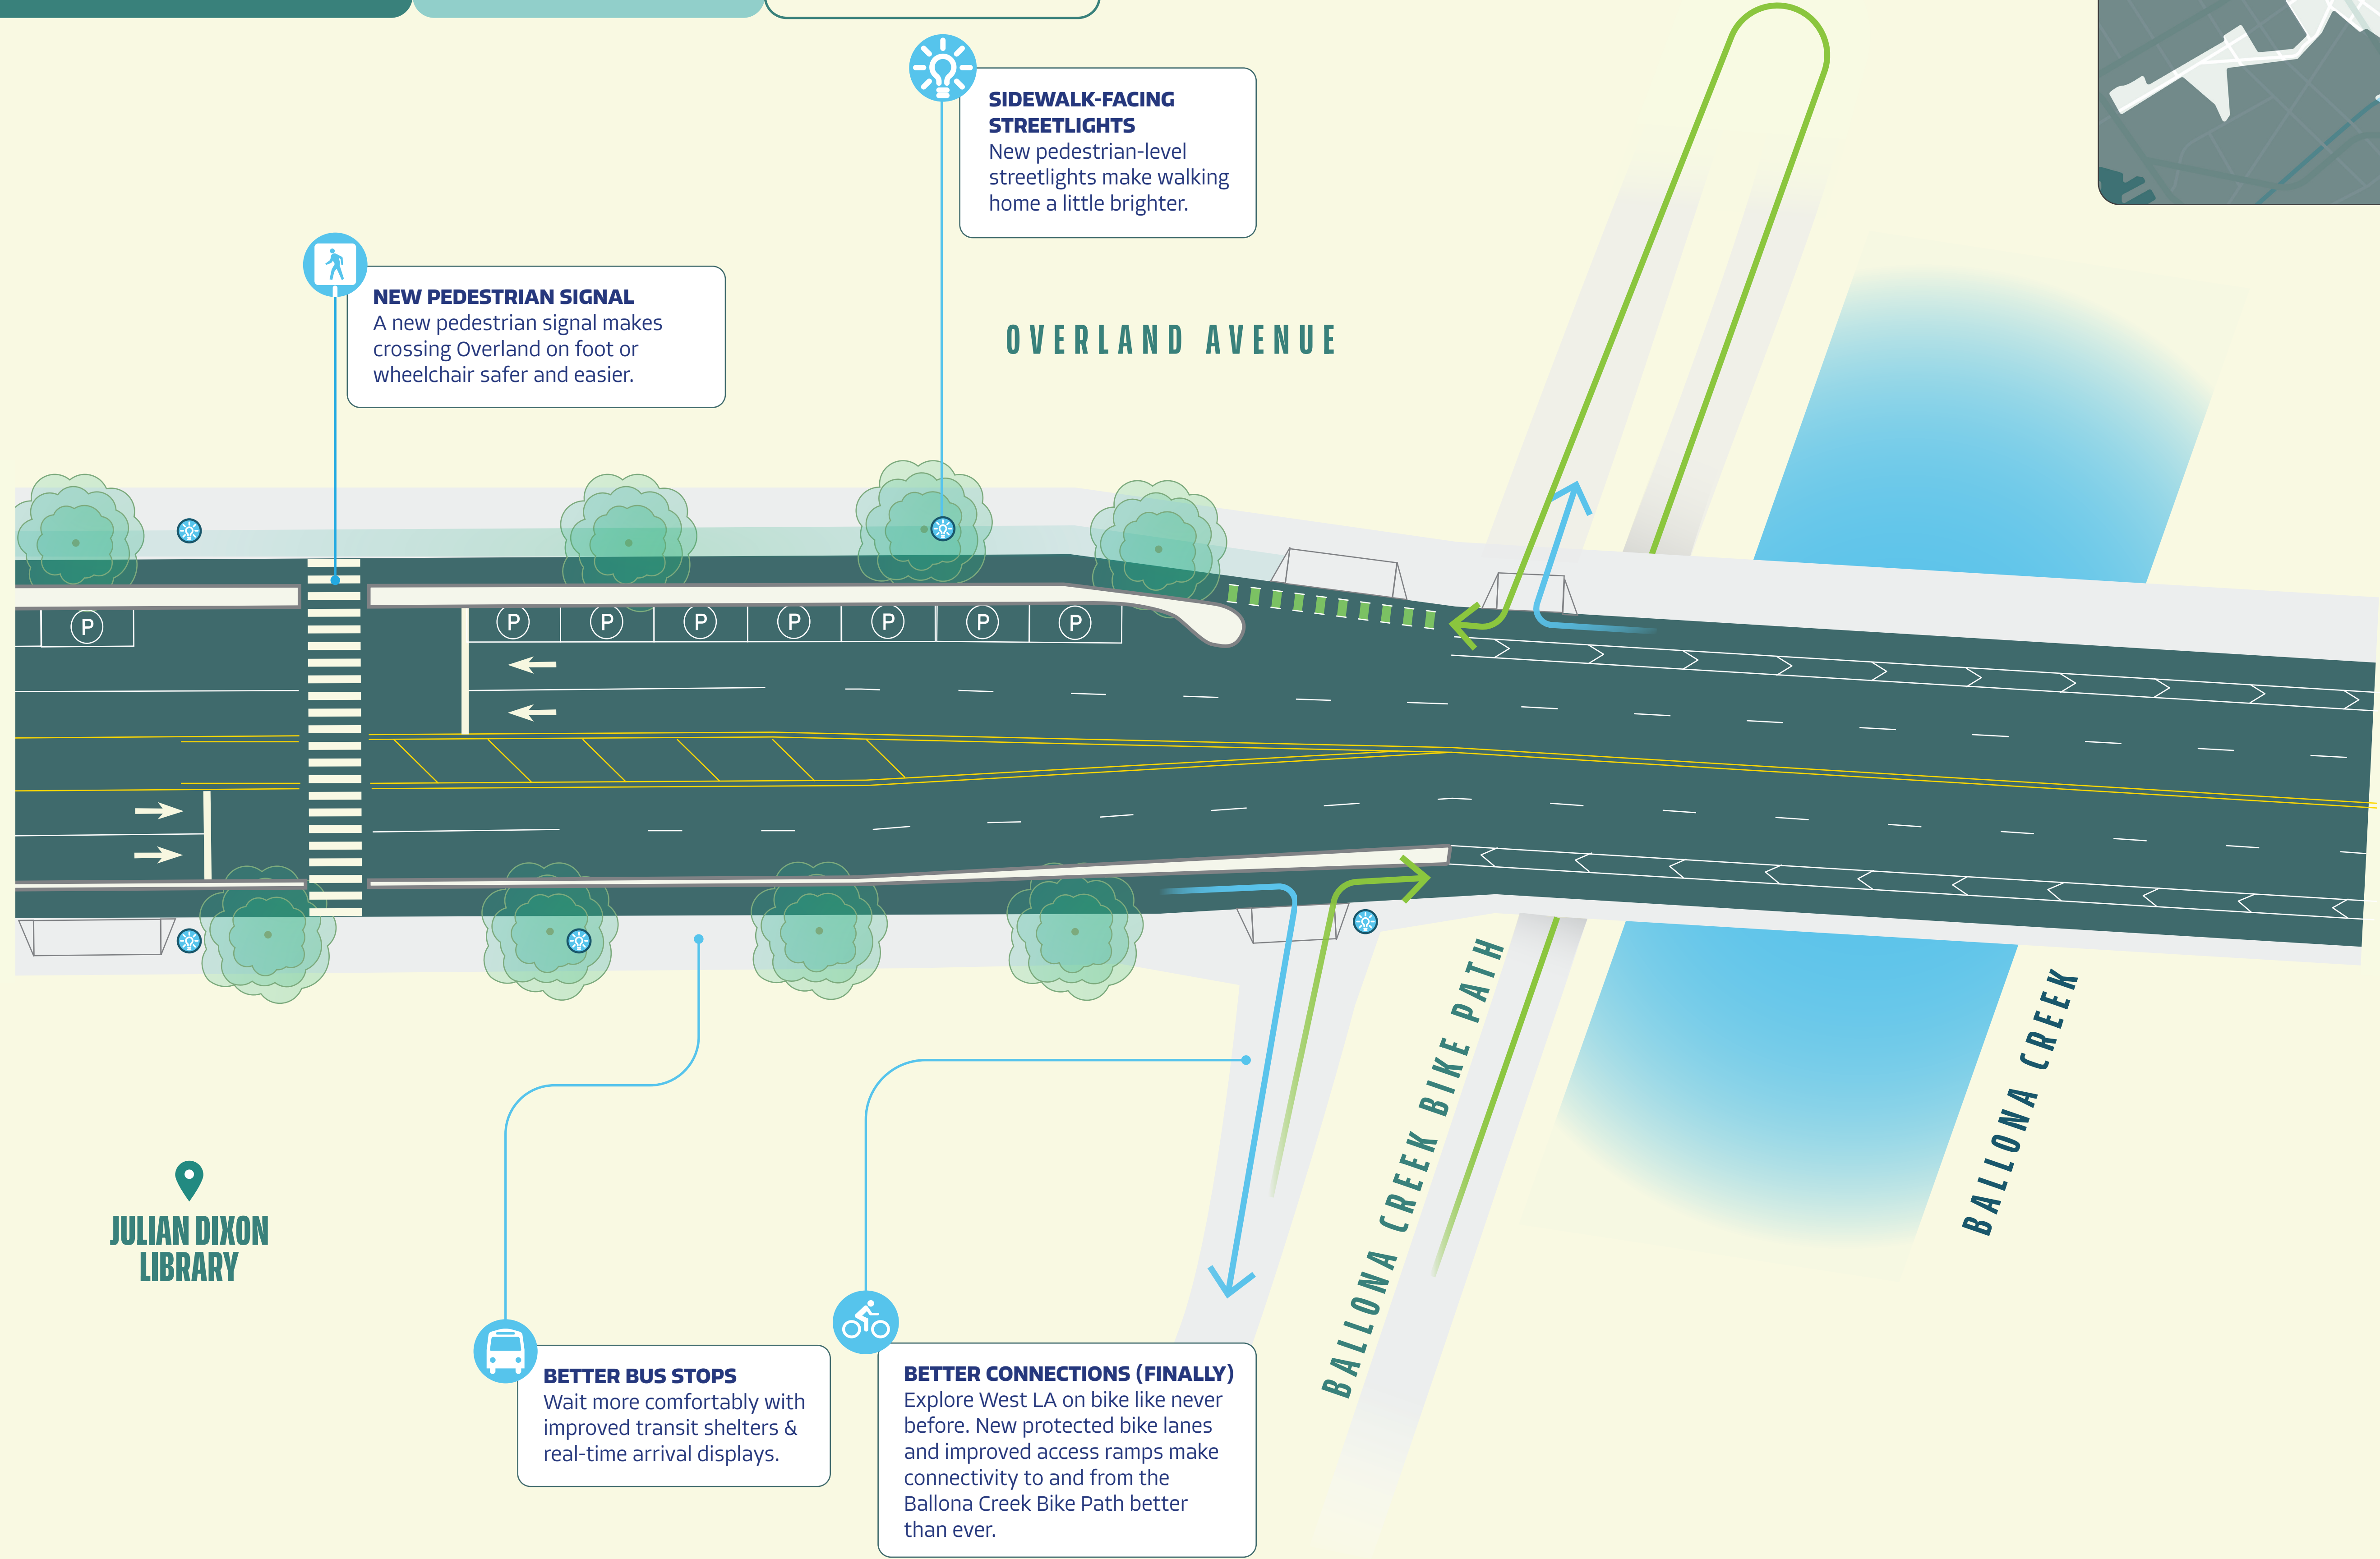 SIDEWALK-FACING
STREETLIGHTS
New pedestrian-level
streetlights make walking
home a little brighter.
NEW PEDESTRIAN SIGNAL
A new pedestrian signal makes
crossing Overland on foot or
wheelchair safer and easier.
OVERLAND AVENUE
P
P
P
P
P
P
P
P
BALLONA CREEK BIKE PATH
BALLONA CREEK
JULIAN DIXON
LIBRARY
BETTER BUS STOPS
Wait more comfortably with
improved transit shelters &
real-time arrival displays.
BETTER CONNECTIONS (FINALLY)
Explore West LA on bike like never
before. New protected bike lanes
and improved access ramps make
connectivity to and from the
Ballona Creek Bike Path better
than ever.